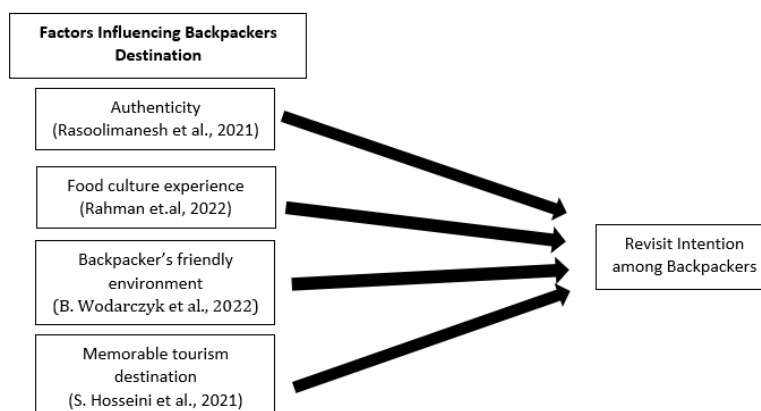 Factors Influencing Backpackers
Destination
Authenticity
(Rasoolimanesh et al., 2021)
Food culture experience
(Rahman et.al, 2022)
Backpacker’s friendly
environment
(B. Wodarczyk et al., 2022)
Memorable tourism
destination
(S. Hosseini et al., 2021)
Revisit Intention
among Backpackers